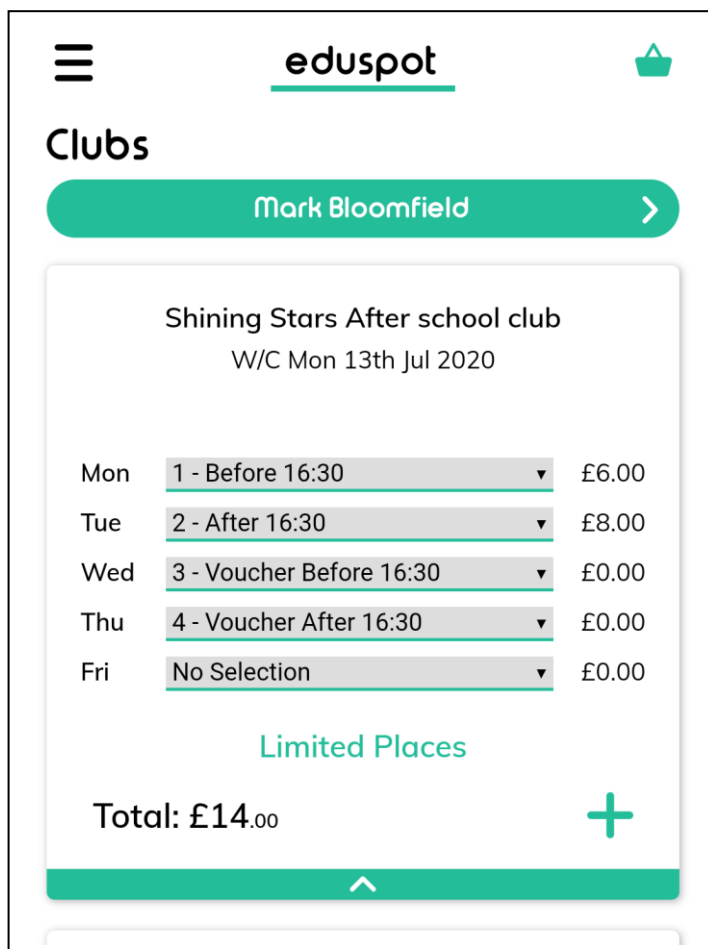 eduspot
Clubs
Mark Bloomfield
Shining Stars After school club
W/C Mon 13th Jul 2020
Mon 1 - Before 16:30 £6.00
Tue 2 - After 16:30 £8.00
Wed 3 - Voucher Before 16:30 £0.00
Thu 4 - Voucher After 16:30 £0.00
Fri No Selection £0.00
Limited Places
Total: £14.00